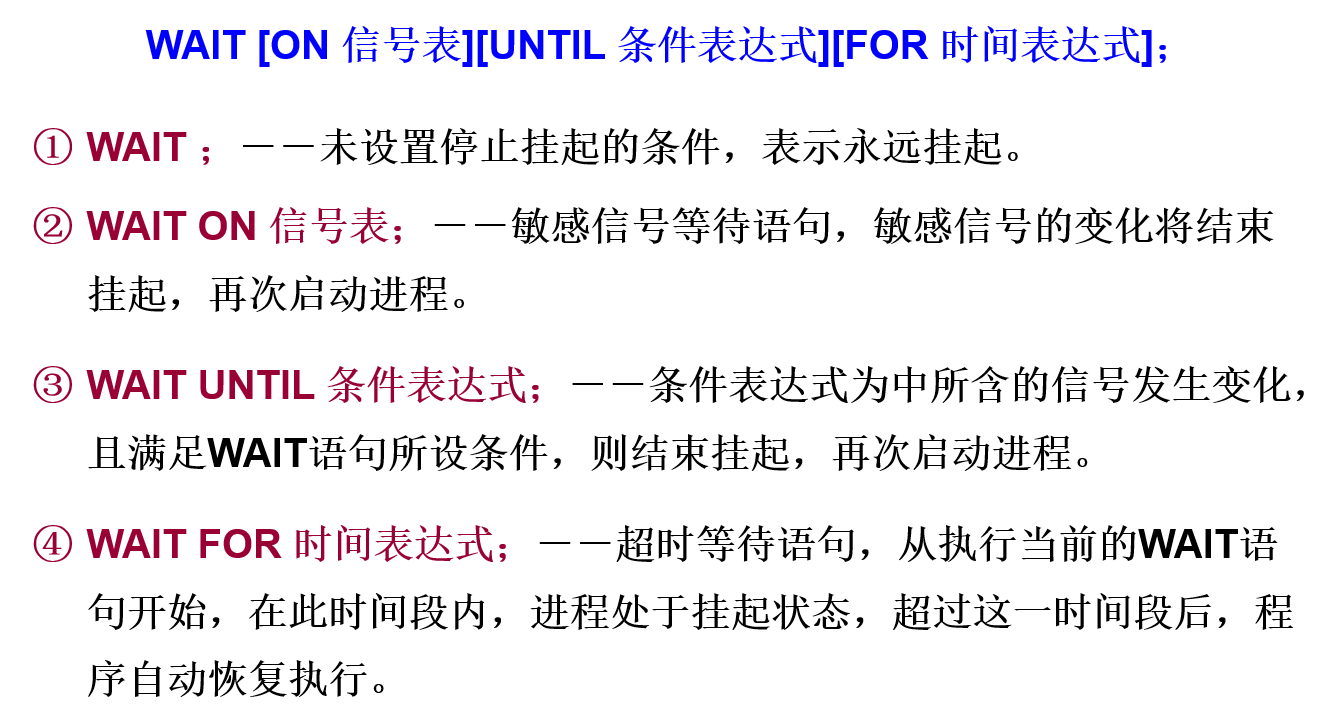 WAIT [ON 信号表][UNTIL 条件表达式][FOR 时间表达式]；
① WAIT ；－－未设置停止挂起的条件，表示永远挂起。
② WAIT ON 信号表；－－敏感信号等待语句，敏感信号的变化将结束
挂起，再次启动进程。
③ WAIT UNTIL 条件表达式；－－条件表达式为中所含的信号发生变化，
且满足WAIT语句所设条件，则结束挂起，再次启动进程。
④ WAIT FOR 时间表达式；－－超时等待语句，从执行当前的WAIT语
句开始，在此时间段内，进程处于挂起状态，超过这一时间段后，程
序自动恢复执行。